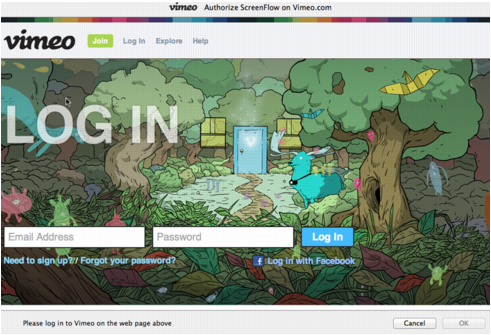 vimeo Authorize ScreenFlow on Vimeo.com
vimeo Join Log In Explore Help
LOG IN
Email Address Password Log In
Need to sign up? / Forgot your password? f Log in with Facebook
Please log in to Vimeo on the web page above Cancel OK